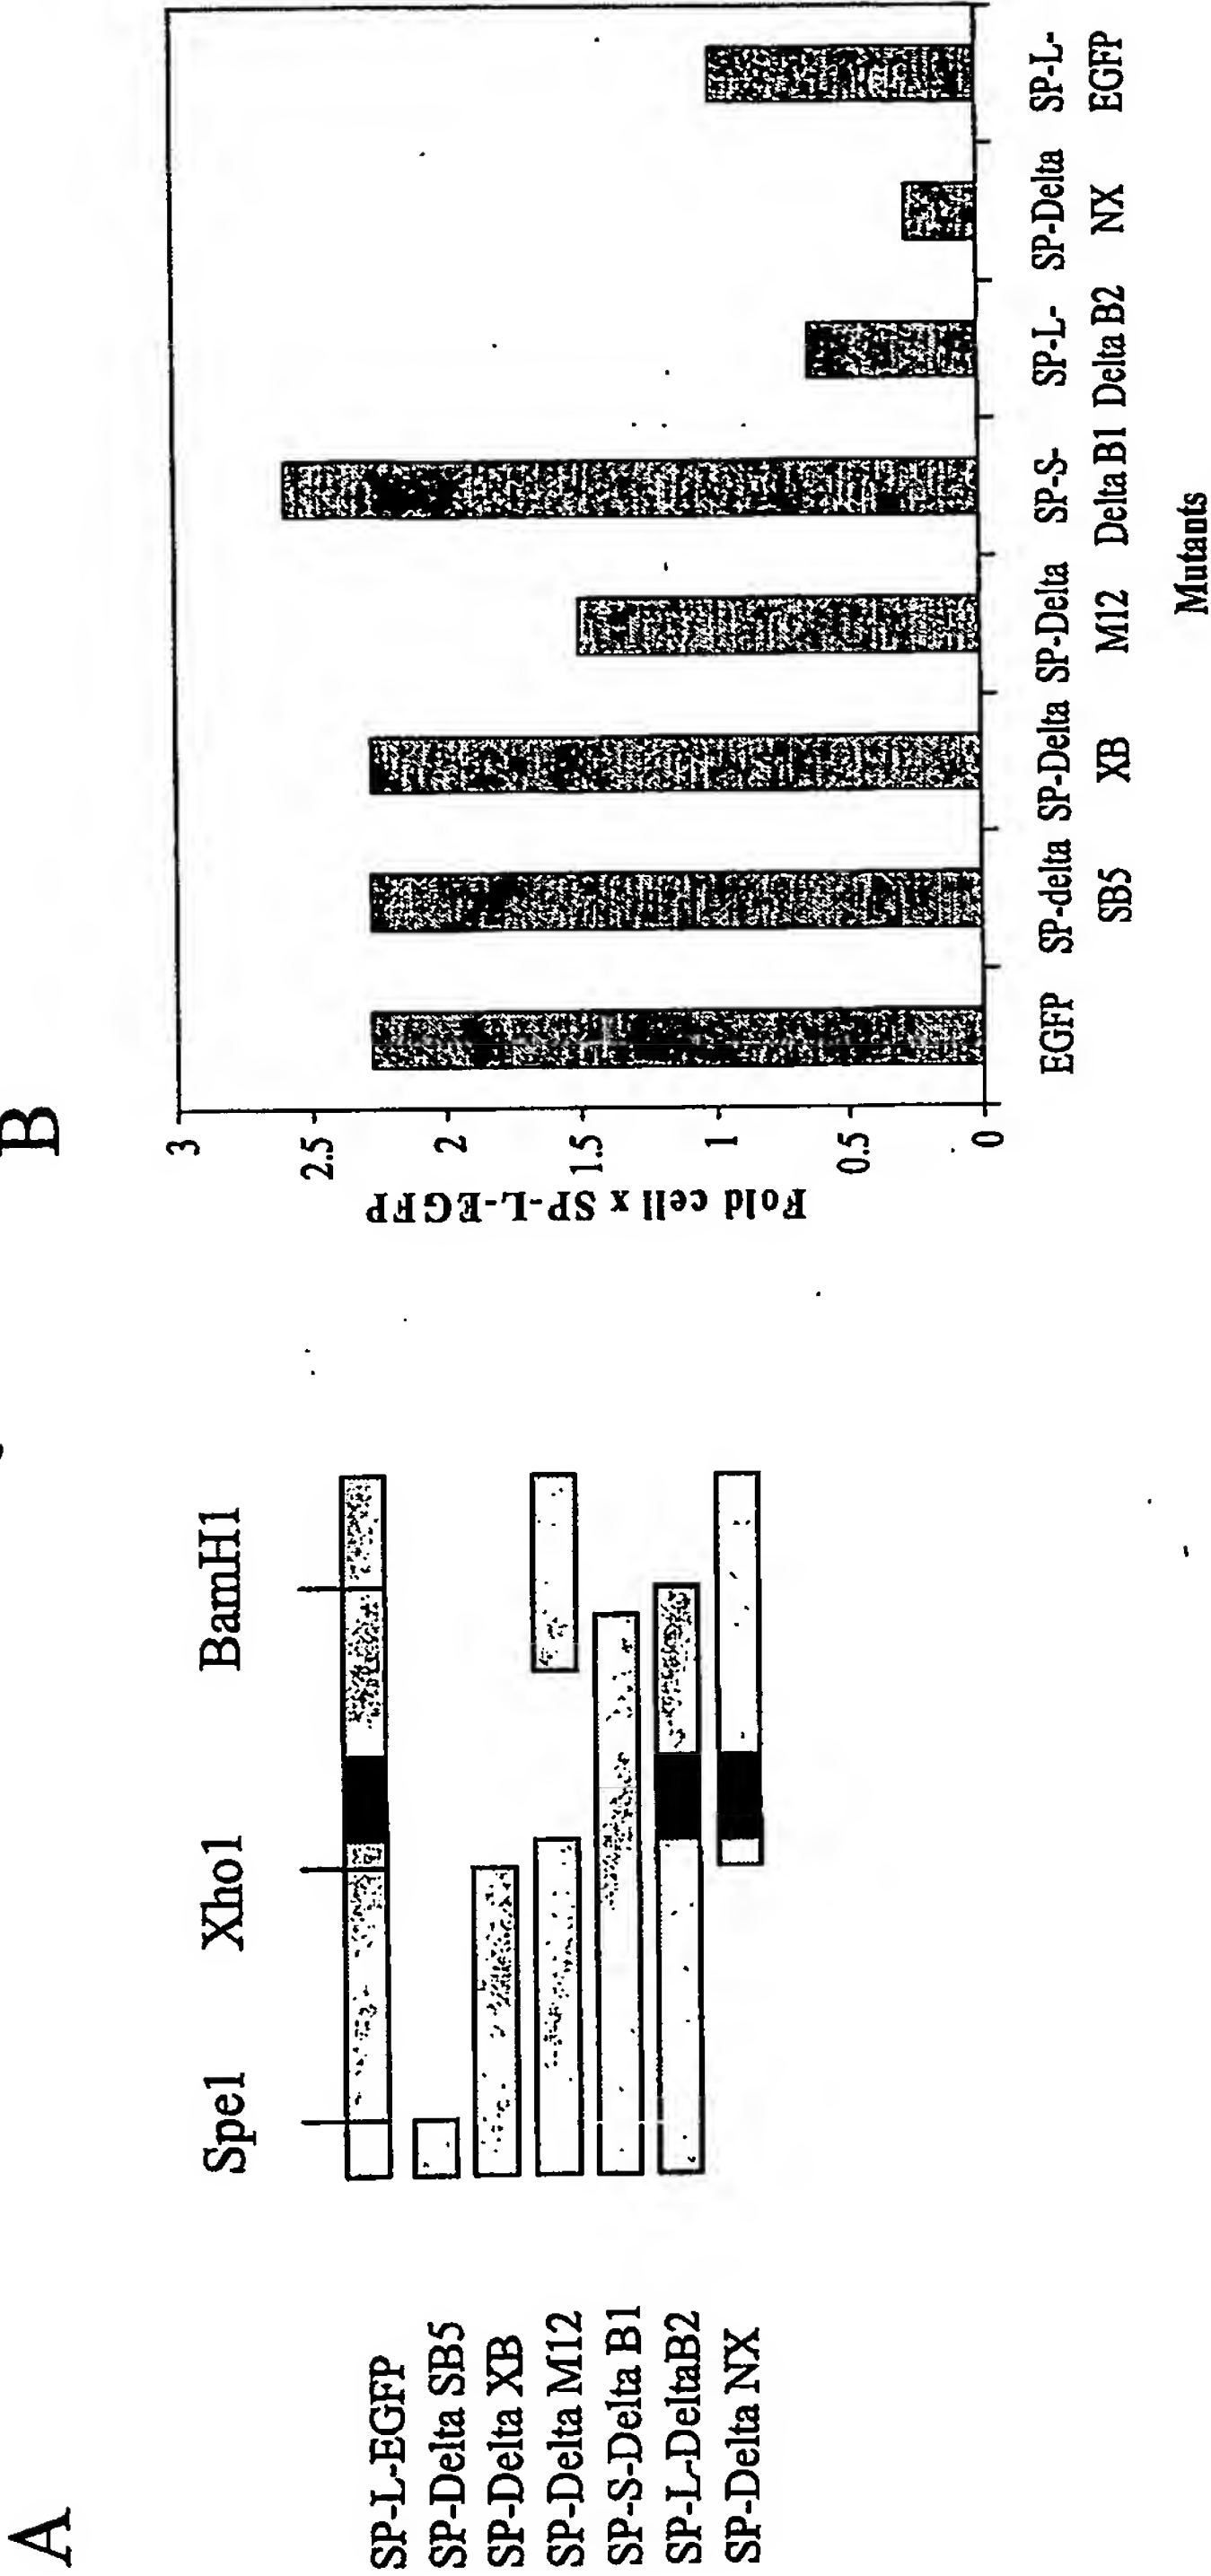 A
Spe1 Xho1 BamH1
SP-L-EGFP
SP-Delta SB5
SP-Delta XB
SP-Delta M12
SP-S-Delta B1
SP-L-DeltaB2
SP-Delta NX
B
Fold cell x SP-L-EGFP
3
2.5
2
1.5
1
0.5
0
EGFP SP-delta SP-Delta SP-Delta SP-S- SP-L- SP-Delta SP-L-
SB5 XB M12 Delta B1 Delta B2 NX EGFP
Mutants